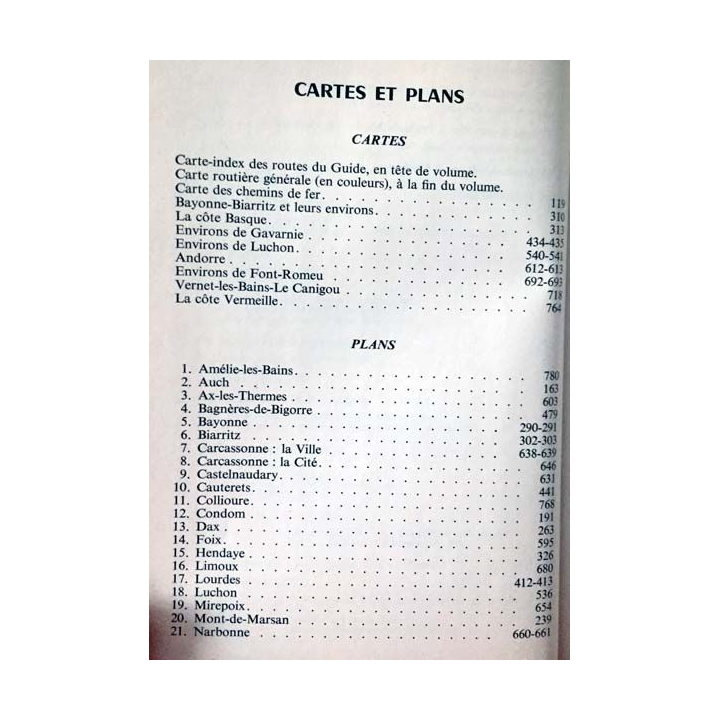 CARTES ET PLANS
CARTES
Carte-index des routes du Guide, en tête de volume.
Carte routière générale (en couleurs), à la fin du volume.
Carte des chemins de fer. . . . . . . . . . . . . . . . 119
Bayonne-Biarritz et leurs environs. . . . . . . . . . . . 310
La côte Basque. . . . . . . . . . . . . . . . . . . . 313
Environs de Gavarnie . . . . . . . . . . . . . . . . 434-435
Environs de Luchon. . . . . . . . . . . . . . . . . 540-541
Andorre . . . . . . . . . . . . . . . . . . . . . 612-613
Environs de Font-Romeu . . . . . . . . . . . . . . 692-693
Vernet-les-Bains-Le Canigou . . . . . . . . . . . . . 718
La côte Vermeille. . . . . . . . . . . . . . . . . . . 764
PLANS
1. Amélie-les-Bains. . . . . . . . . . . . . . . . . . 780
2. Auch . . . . . . . . . . . . . . . . . . . . . . 163
3. Ax-les-Thermes . . . . . . . . . . . . . . . . . . 603
4. Bagnères-de-Bigorre . . . . . . . . . . . . . . . . 479
5. Bayonne . . . . . . . . . . . . . . . . . . . 290-291
6. Biarritz . . . . . . . . . . . . . . . . . . . 302-303
7. Carcassonne : la Ville . . . . . . . . . . . . . . 638-639
8. Carcassonne : la Cité. . . . . . . . . . . . . . . . 646
9. Castelnaudary. . . . . . . . . . . . . . . . . . . 631
10. Cauterets. . . . . . . . . . . . . . . . . . . . . 441
11. Collioure. . . . . . . . . . . . . . . . . . . . . 768
12. Condom . . . . . . . . . . . . . . . . . . . . . 191
13. Dax . . . . . . . . . . . . . . . . . . . . . . . 263
14. Foix. . . . . . . . . . . . . . . . . . . . . . . 595
15. Hendaye . . . . . . . . . . . . . . . . . . . . . 326
16. Limoux . . . . . . . . . . . . . . . . . . . . . 680
17. Lourdes . . . . . . . . . . . . . . . . . . . 412-413
18. Luchon . . . . . . . . . . . . . . . . . . . . . 536
19. Mirepoix. . . . . . . . . . . . . . . . . . . . . 654
20. Mont-de-Marsan . . . . . . . . . . . . . . . . . 239
21. Narbonne . . . . . . . . . . . . . . . . . . 660-661